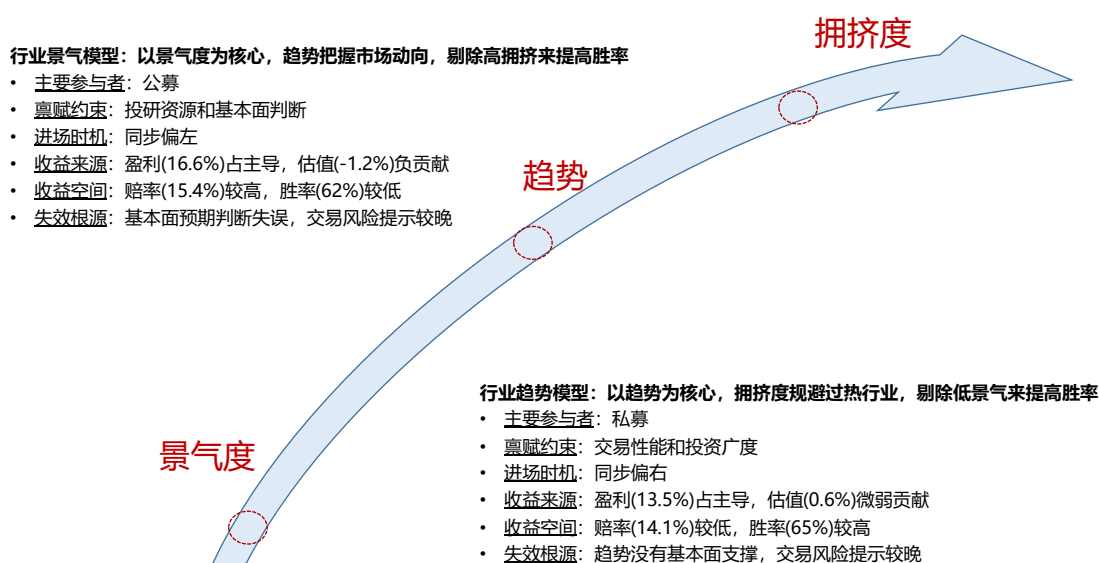 拥挤度
行业景气模型：以景气度为核心，趋势把握市场动向，剔除高拥挤来提高胜率
• 主要参与者：公募
• 禀赋约束：投研资源和基本面判断
• 进场时机：同步偏左
• 收益来源：盈利(16.6%)占主导，估值(-1.2%)负贡献
• 收益空间：赔率(15.4%)较高，胜率(62%)较低
• 失效根源：基本面预期判断失误，交易风险提示较晚
趋势
行业趋势模型：以趋势为核心，拥挤度规避过热行业，剔除低景气来提高胜率
• 主要参与者：私募
• 禀赋约束：交易性能和投资广度
• 进场时机：同步偏右
• 收益来源：盈利(13.5%)占主导，估值(0.6%)微弱贡献
• 收益空间：赔率(14.1%)较低，胜率(65%)较高
• 失效根源：趋势没有基本面支撑，交易风险提示较晚
景气度